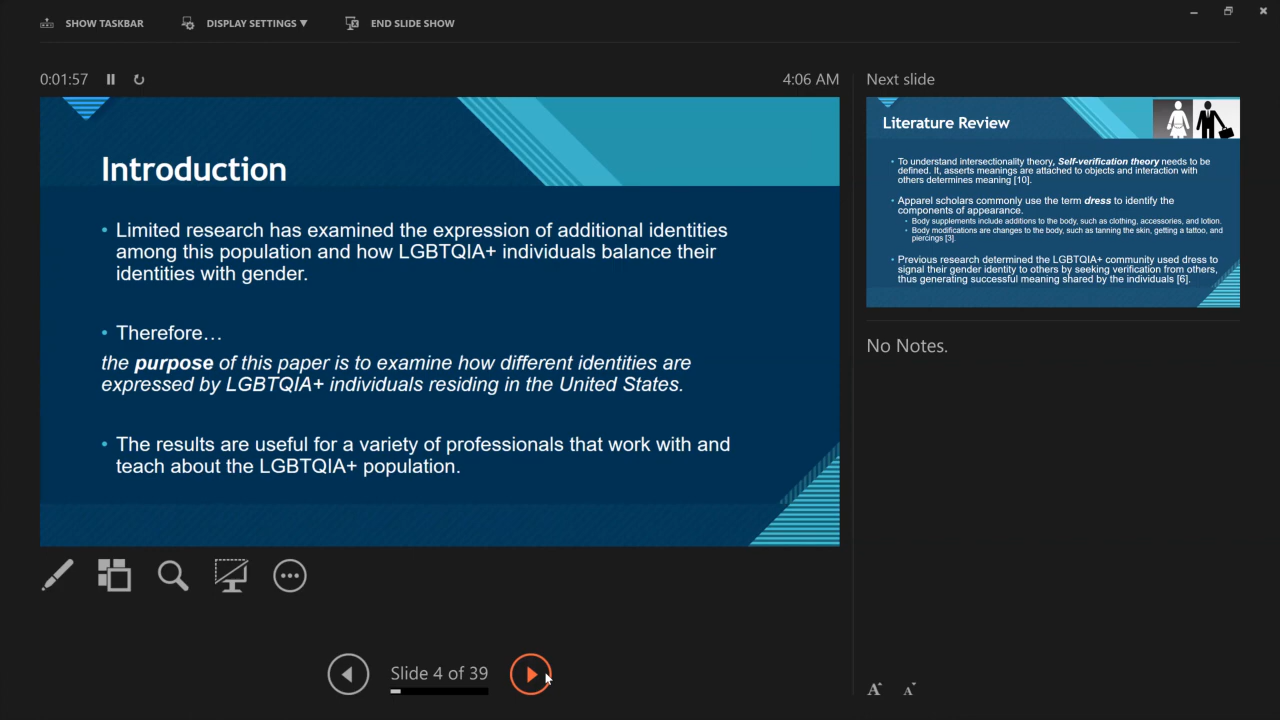 SHOW TASKBAR
DISPLAY SETTINGS ▼
END SLIDE SHOW
0:01:57
4:06 AM
Introduction
• Limited research has examined the expression of additional identities
among this population and how LGBTQIA+ individuals balance their
identities with gender.
• Therefore…
the purpose of this paper is to examine how different identities are
expressed by LGBTQIA+ individuals residing in the United States.
• The results are useful for a variety of professionals that work with and
teach about the LGBTQIA+ population.
Slide 4 of 39
Next slide
Literature Review
• To understand intersectionality theory, Self-verification theory needs to be
defined. It, asserts meanings are attached to objects and interaction with
others determines meaning [10].
• Apparel scholars commonly use the term dress to identify the
components of appearance.
• Body supplements include additions to the body, such as clothing, accessories, and lotion.
• Body modifications are changes to the body, such as tanning the skin, getting a tattoo, and
piercings [3].
• Previous research determined the LGBTQIA+ community used dress to
signal their gender identity to others by seeking verification from others,
thus generating successful meaning shared by the individuals [6].
No Notes.
A A